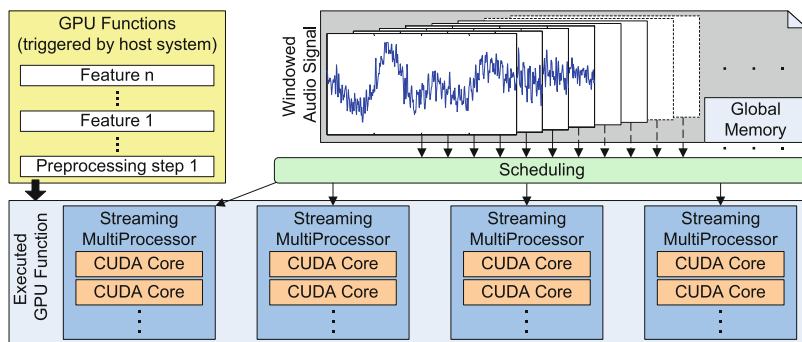 GPU Functions
(triggered by host system)
Feature n
Feature 1
Preprocessing step 1
Windowed
Audio Signal
Global
Memory
Scheduling
Executed
GPU Function
Streaming
MultiProcessor
CUDA Core
CUDA Core
Streaming
MultiProcessor
CUDA Core
CUDA Core
Streaming
MultiProcessor
CUDA Core
CUDA Core
Streaming
MultiProcessor
CUDA Core
CUDA Core